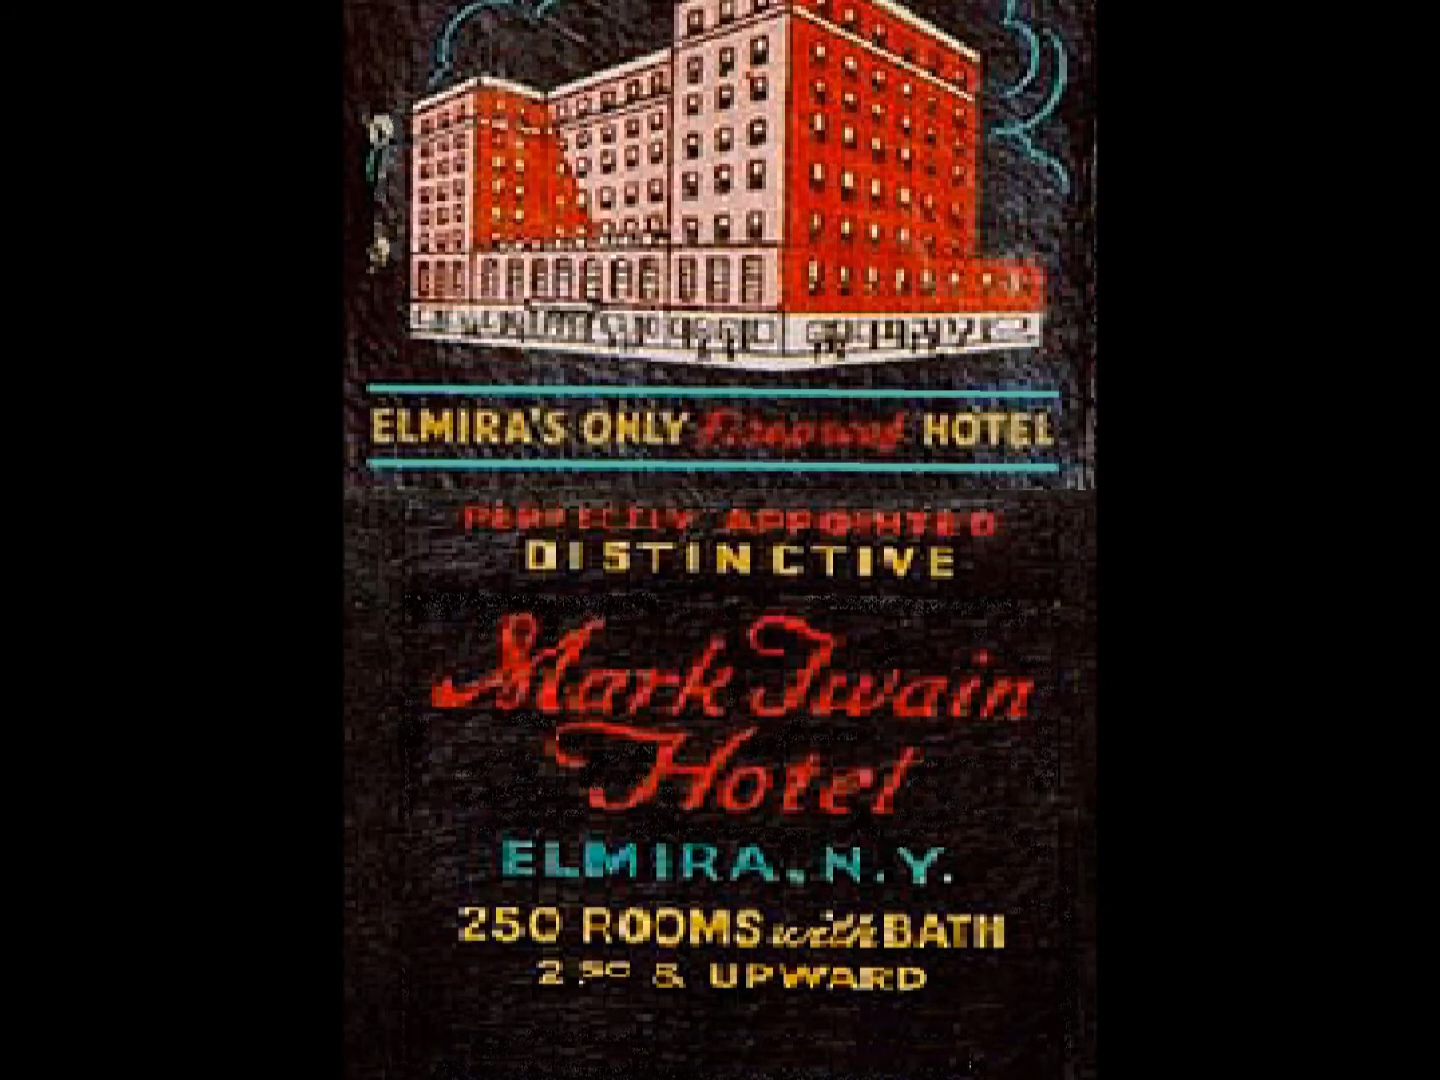 ELMIRA'S ONLY Fireproof HOTEL
PERFECTLY APPOINTED
DISTINCTIVE
Mark Twain
Hotel
ELMIRA, N.Y.
250 ROOMS with BATH
2.50 & UPWARD